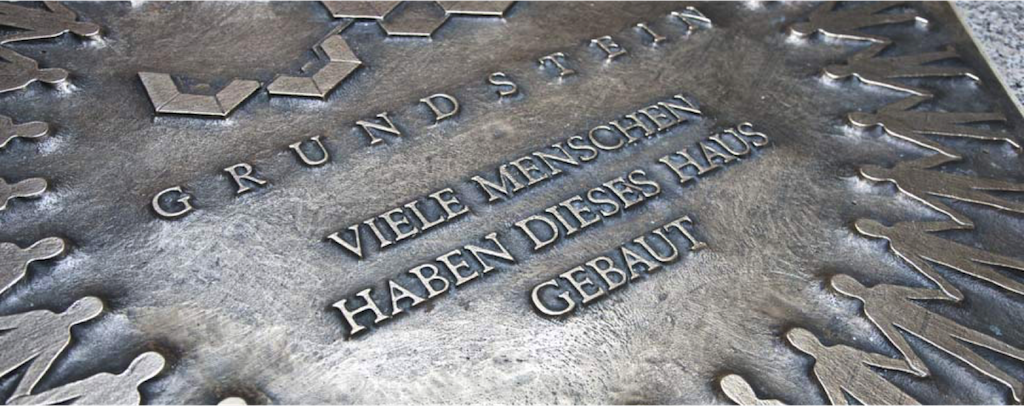 GRUNDSTEIN
VIELE MENSCHEN
HABEN DIESES HAUS
GEBAUT